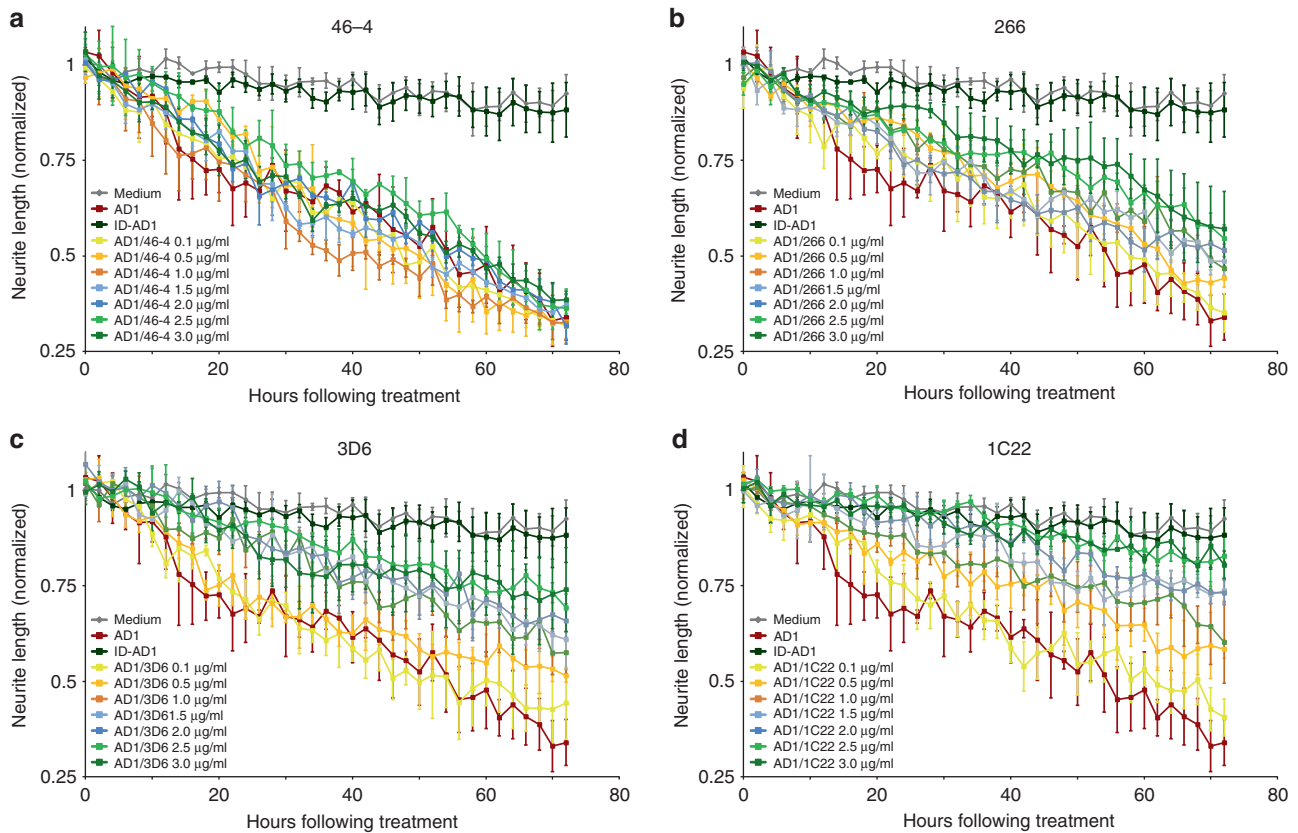 a
46–4
Neurite length (normalized)
1
0.75
0.5
0.25
Medium
AD1
ID-AD1
AD1/46-4 0.1 μg/ml
AD1/46-4 0.5 μg/ml
AD1/46-4 1.0 μg/ml
AD1/46-4 1.5 μg/ml
AD1/46-4 2.0 μg/ml
AD1/46-4 2.5 μg/ml
AD1/46-4 3.0 μg/ml
0 20 40 60 80
Hours following treatment
b
266
Neurite length (normalized)
1
0.75
0.5
0.25
Medium
AD1
ID-AD1
AD1/266 0.1 μg/ml
AD1/266 0.5 μg/ml
AD1/266 1.0 μg/ml
AD1/2661.5 μg/ml
AD1/266 2.0 μg/ml
AD1/266 2.5 μg/ml
AD1/266 3.0 μg/ml
0 20 40 60 80
Hours following treatment
c
3D6
Neurite length (normalized)
1
0.75
0.5
0.25
Medium
AD1
ID-AD1
AD1/3D6 0.1 μg/ml
AD1/3D6 0.5 μg/ml
AD1/3D6 1.0 μg/ml
AD1/3D61.5 μg/ml
AD1/3D6 2.0 μg/ml
AD1/3D6 2.5 μg/ml
AD1/3D6 3.0 μg/ml
0 20 40 60 80
Hours following treatment
d
1C22
Neurite length (normalized)
1
0.75
0.5
0.25
Medium
AD1
ID-AD1
AD1/1C22 0.1 μg/ml
AD1/1C22 0.5 μg/ml
AD1/1C22 1.0 μg/ml
AD1/1C22 1.5 μg/ml
AD1/1C22 2.0 μg/ml
AD1/1C22 2.5 μg/ml
AD1/1C22 3.0 μg/ml
0 20 40 60 80
Hours following treatment